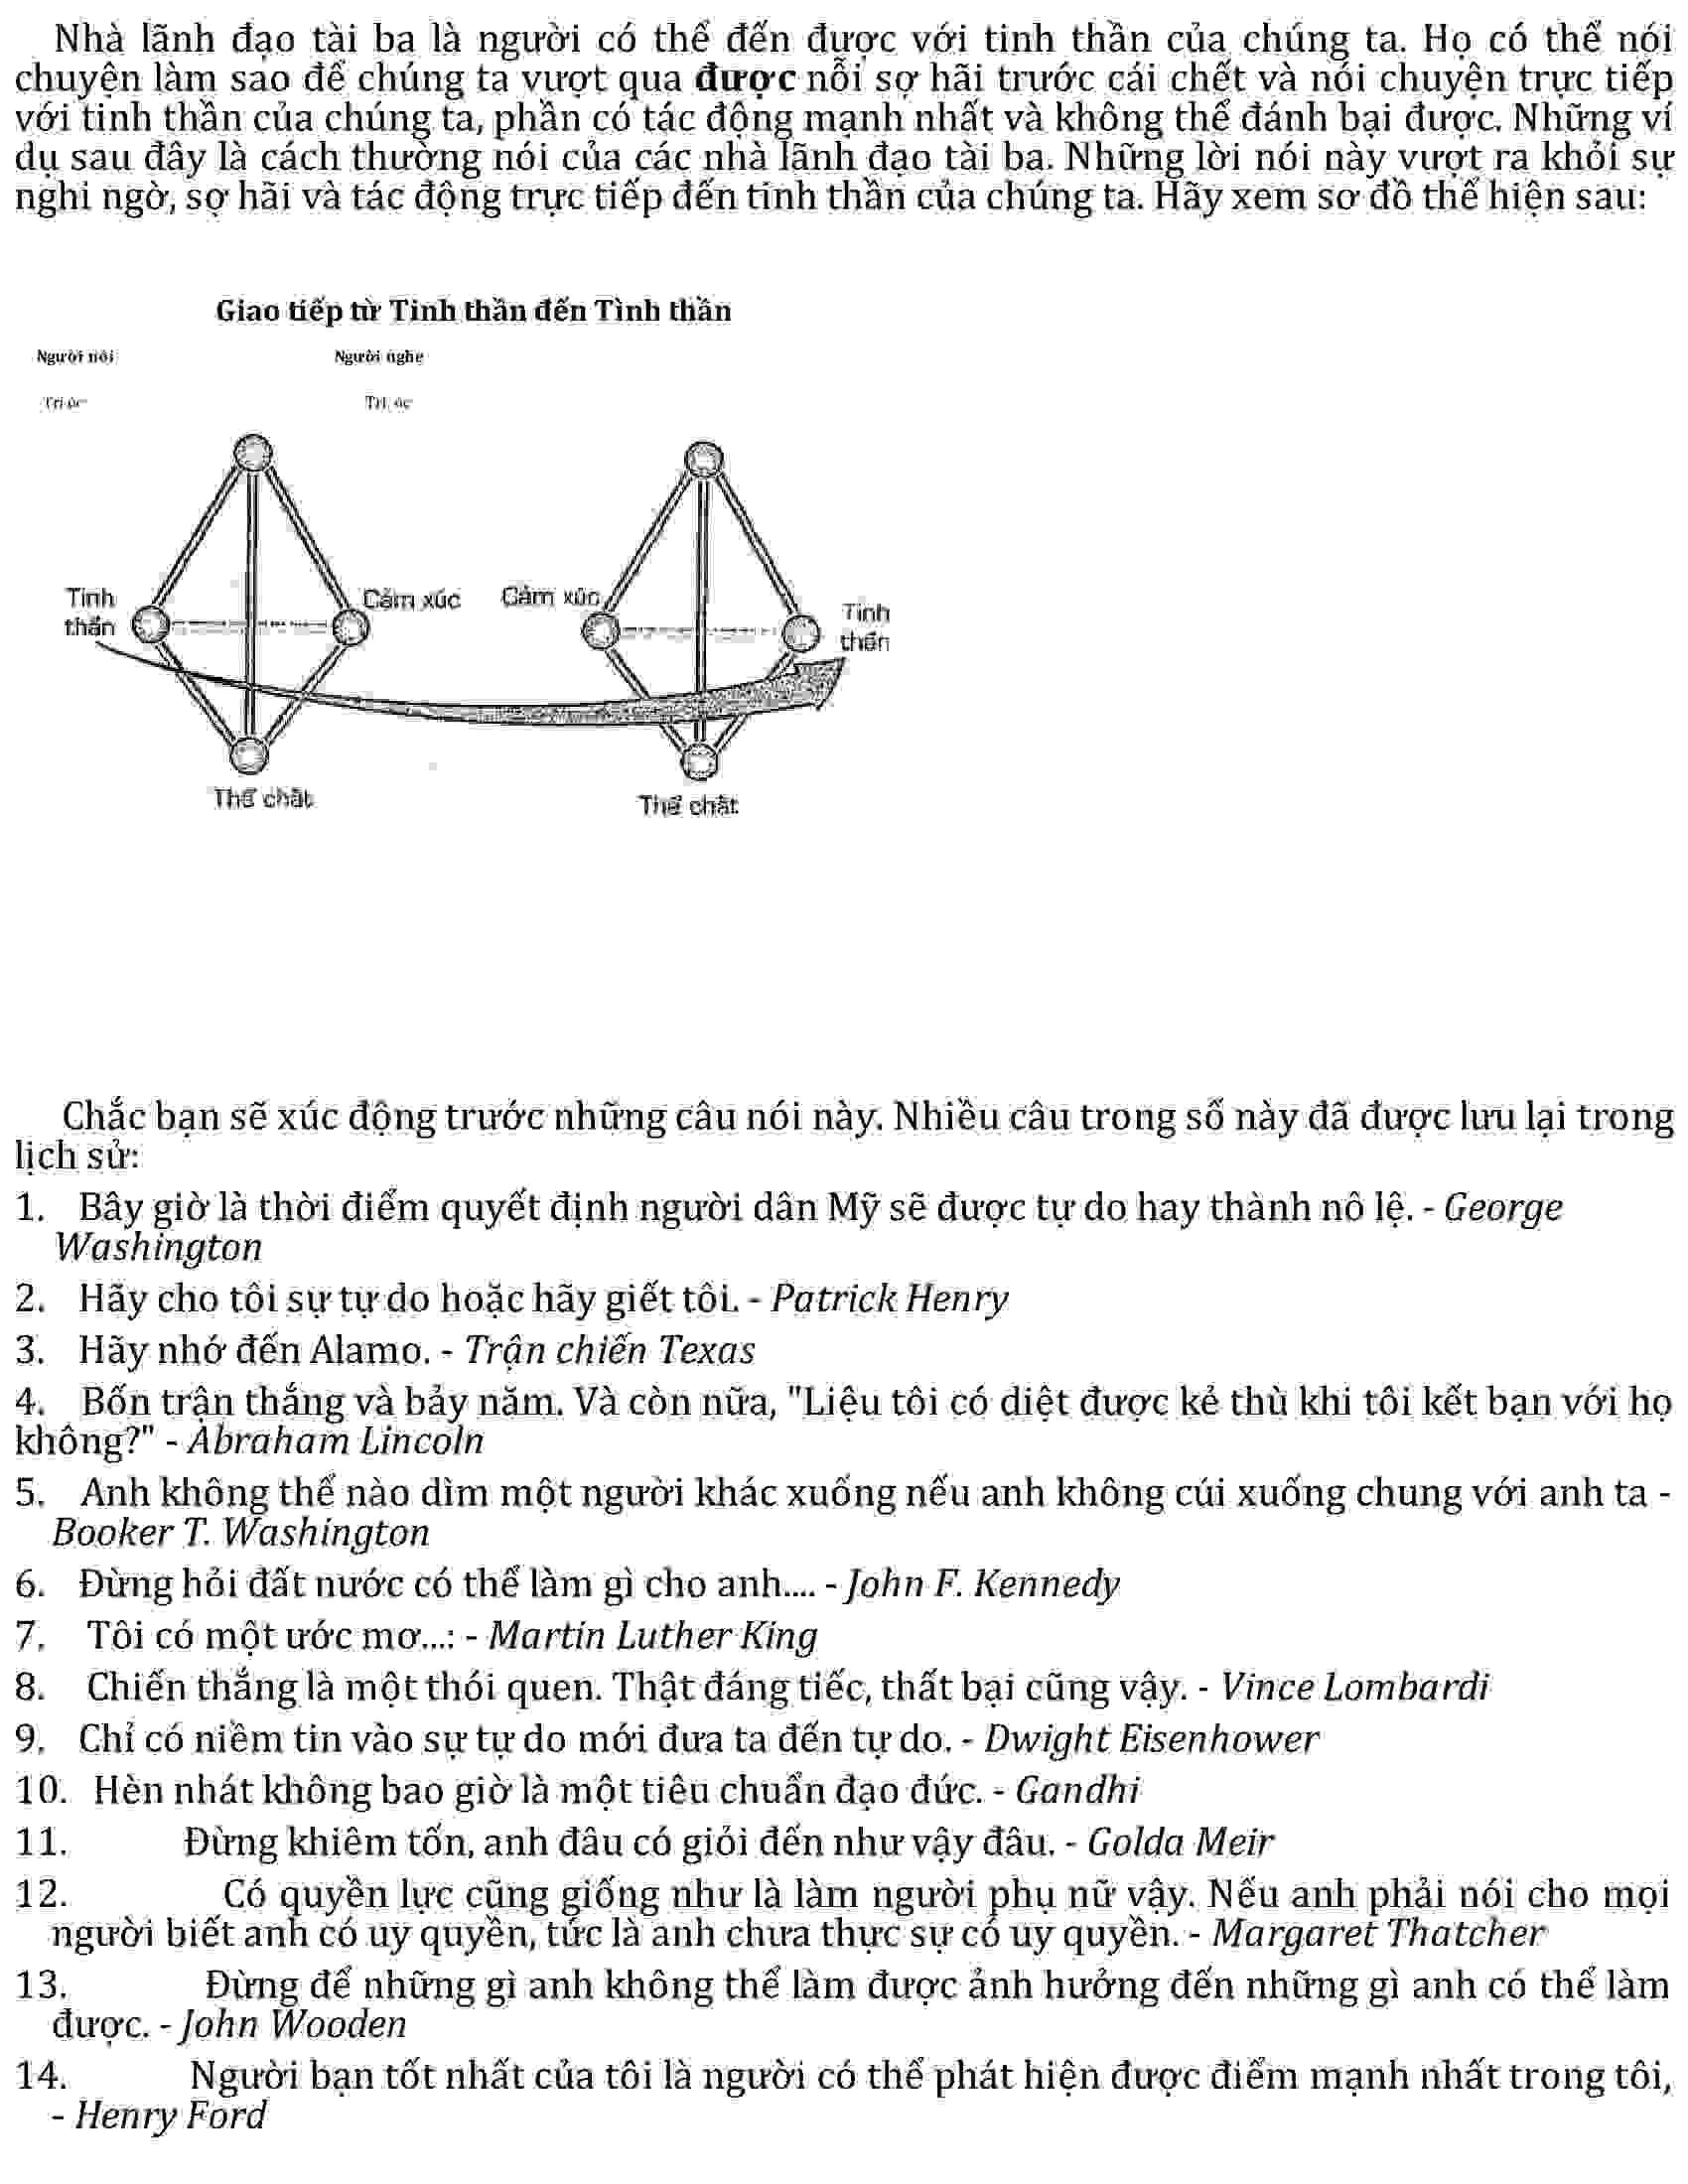 Nhà lãnh đạo tài ba là người có thể đến được với tinh thần của chúng ta. Họ có thể nói
chuyện làm sao để chúng ta vượt qua được nỗi sợ hãi trước cái chết và nói chuyện trực tiếp
với tinh thần của chúng ta, phần có tác động mạnh nhất và không thể đánh bại được. Những ví
dụ sau đây là cách thường nói của các nhà lãnh đạo tài ba. Những lời nói này vượt ra khỏi sự
nghi ngờ, sợ hãi và tác động trực tiếp đến tinh thần của chúng ta. Hãy xem sơ đồ thể hiện sau:
Giao tiếp từ Tinh thần đến Tình thần
Người nói Người nghe
Trí óc Trí óc
Tinh
thần
Cảm xúc Cảm xúc
Tinh
thần
Thể chất Thể chất
Chắc bạn sẽ xúc động trước những câu nói này. Nhiều câu trong số này đã được lưu lại trong
lịch sử:
1. Bây giờ là thời điểm quyết định người dân Mỹ sẽ được tự do hay thành nô lệ. - George
Washington
2. Hãy cho tôi sự tự do hoặc hãy giết tôi. - Patrick Henry
3. Hãy nhớ đến Alamo. - Trận chiến Texas
4. Bốn trận thắng và bảy năm. Và còn nữa, "Liệu tôi có diệt được kẻ thù khi tôi kết bạn với họ
không?" - Abraham Lincoln
5. Anh không thể nào dìm một người khác xuống nếu anh không cúi xuống chung với anh ta -
Booker T. Washington
6. Đừng hỏi đất nước có thể làm gì cho anh.... - John F. Kennedy
7. Tôi có một ước mơ...: - Martin Luther King
8. Chiến thắng là một thói quen. Thật đáng tiếc, thất bại cũng vậy. - Vince Lombardi
9. Chỉ có niềm tin vào sự tự do mới đưa ta đến tự do. - Dwight Eisenhower
10. Hèn nhát không bao giờ là một tiêu chuẩn đạo đức. - Gandhi
11. Đừng khiêm tốn, anh đâu có giỏi đến như vậy đâu. - Golda Meir
12. Có quyền lực cũng giống như là làm người phụ nữ vậy. Nếu anh phải nói cho mọi
người biết anh có uy quyền, tức là anh chưa thực sự có uy quyền. - Margaret Thatcher
13. Đừng để những gì anh không thể làm được ảnh hưởng đến những gì anh có thể làm
được. - John Wooden
14. Người bạn tốt nhất của tôi là người có thể phát hiện được điểm mạnh nhất trong tôi,
- Henry Ford